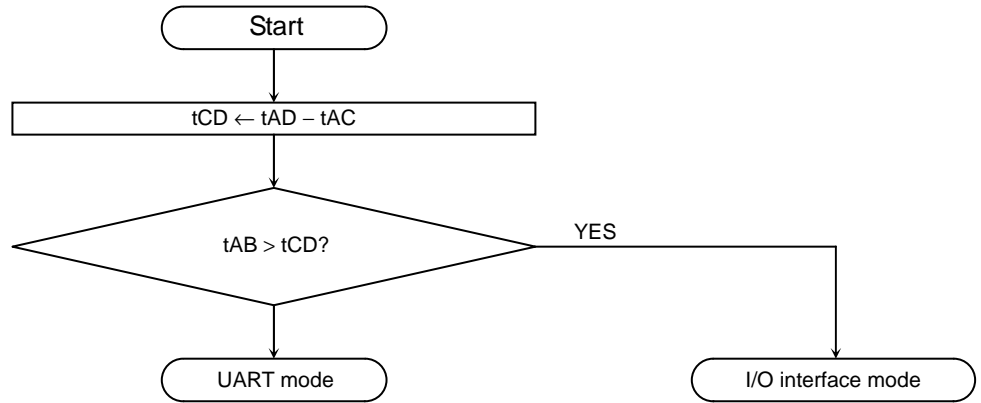 Start
tCD ← tAD − tAC
tAB > tCD?
YES
UART mode
I/O interface mode